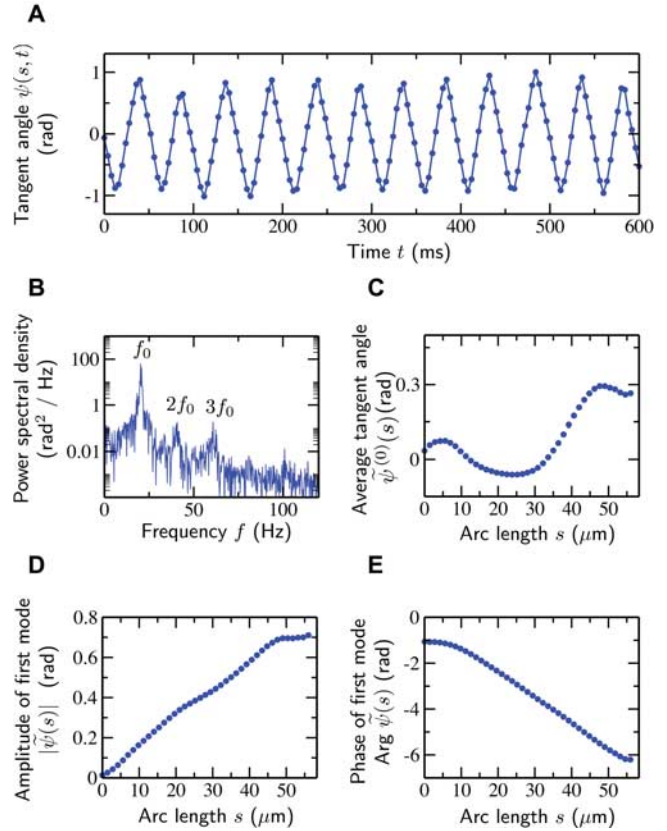 A
Tangent angle ψ(s, t)
(rad)
1
0
-1
0 100 200 300 400 500 600
Time t (ms)
B
Power spectral density
(rad² / Hz)
100
1
0.01
f₀
2f₀
3f₀
0 50 100
Frequency f (Hz)
C
Average tangent angle
ψ̃⁽⁰⁾(s) (rad)
0.3
0
0 10 20 30 40 50
Arc length s (μm)
D
Amplitude of first mode
|ψ̃(s)| (rad)
0.8
0.6
0.4
0.2
0
0 10 20 30 40 50
Arc length s (μm)
E
Phase of first mode
Arg ψ̃(s) (rad)
0
-2
-4
-6
0 10 20 30 40 50
Arc length s (μm)